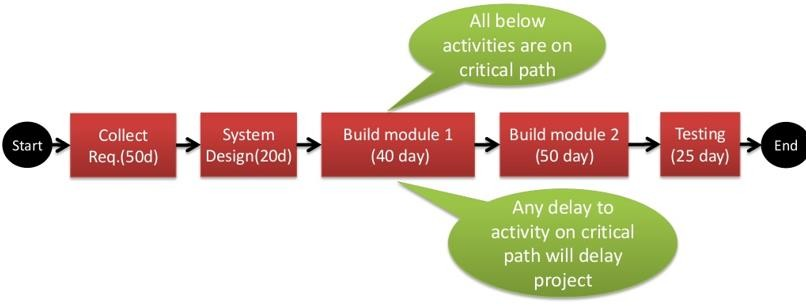 All below
activities are on
critical path
Start
Collect
Req.(50d)
System
Design(20d)
Build module 1
(40 day)
Build module 2
(50 day)
Testing
(25 day)
End
Any delay to
activity on critical
path will delay
project